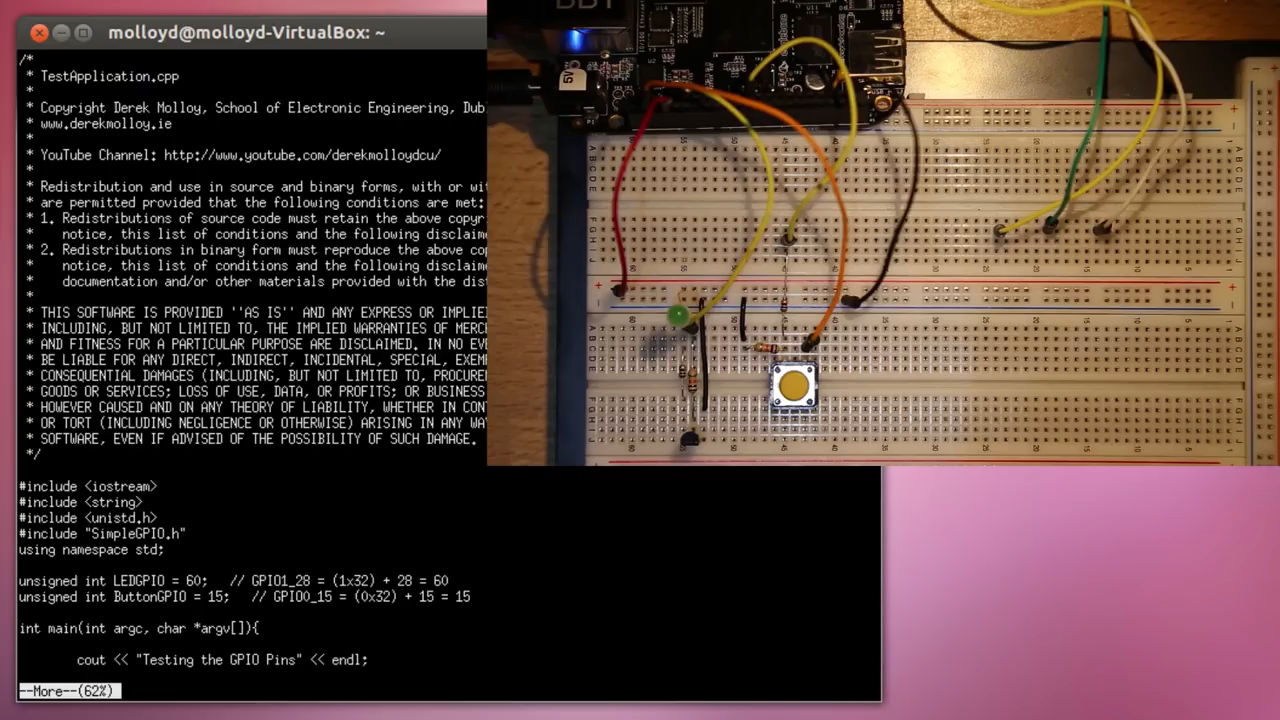 molloyd@molloyd-VirtualBox: ~
/*
* TestApplication.cpp
*
* Copyright Derek Molloy, School of Electronic Engineering, Dub
* www.derekmolloy.ie
*
* YouTube Channel: http://www.youtube.com/derekmolloydcu/
*
* Redistribution and use in source and binary forms, with or wit
* are permitted provided that the following conditions are met:
* 1. Redistributions of source code must retain the above copyr
* notice, this list of conditions and the following disclaime
* 2. Redistributions in binary form must reproduce the above co
* notice, this list of conditions and the following disclaime
* documentation and/or other materials provided with the dist
*
* THIS SOFTWARE IS PROVIDED ''AS IS'' AND ANY EXPRESS OR IMPLIE
* INCLUDING, BUT NOT LIMITED TO, THE IMPLIED WARRANTIES OF MERC
* AND FITNESS FOR A PARTICULAR PURPOSE ARE DISCLAIMED. IN NO EVE
* BE LIABLE FOR ANY DIRECT, INDIRECT, INCIDENTAL, SPECIAL, EXEM
* CONSEQUENTIAL DAMAGES (INCLUDING, BUT NOT LIMITED TO, PROCURE
* GOODS OR SERVICES; LOSS OF USE, DATA, OR PROFITS; OR BUSINESS
* HOWEVER CAUSED AND ON ANY THEORY OF LIABILITY, WHETHER IN CON
* OR TORT (INCLUDING NEGLIGENCE OR OTHERWISE) ARISING IN ANY WA
* SOFTWARE, EVEN IF ADVISED OF THE POSSIBILITY OF SUCH DAMAGE.
*/
#include <iostream>
#include <string>
#include <unistd.h>
#include "SimpleGPIO.h"
using namespace std;
unsigned int LEDGPIO = 60; // GPIO1_28 = (1x32) + 28 = 60
unsigned int ButtonGPIO = 15; // GPIO0_15 = (0x32) + 15 = 15
int main(int argc, char *argv[]){
cout << "Testing the GPIO Pins" << endl;
--More--(62%)
5V